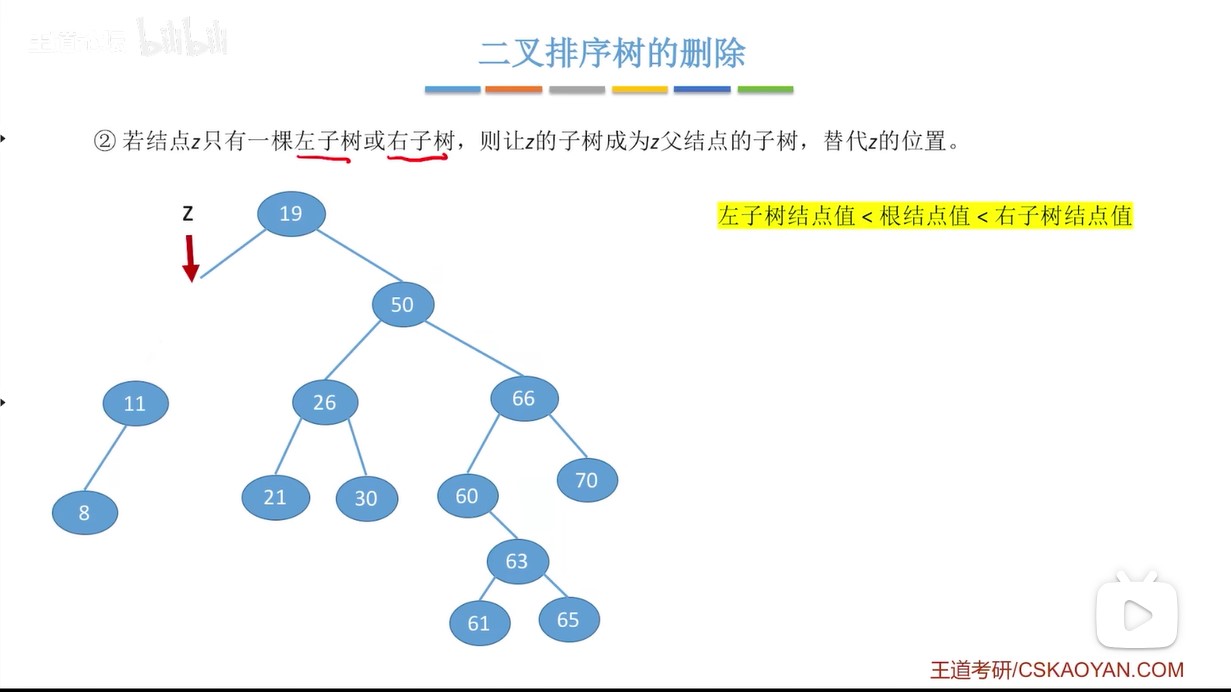 王道论坛 bilibili
二叉排序树的删除
② 若结点z只有一棵左子树或右子树，则让z的子树成为z父结点的子树，替代z的位置。
左子树结点值 < 根结点值 < 右子树结点值
Z
19
50
11
26
66
8
21
30
60
70
63
61
65
王道考研/CSKAOYAN.COM